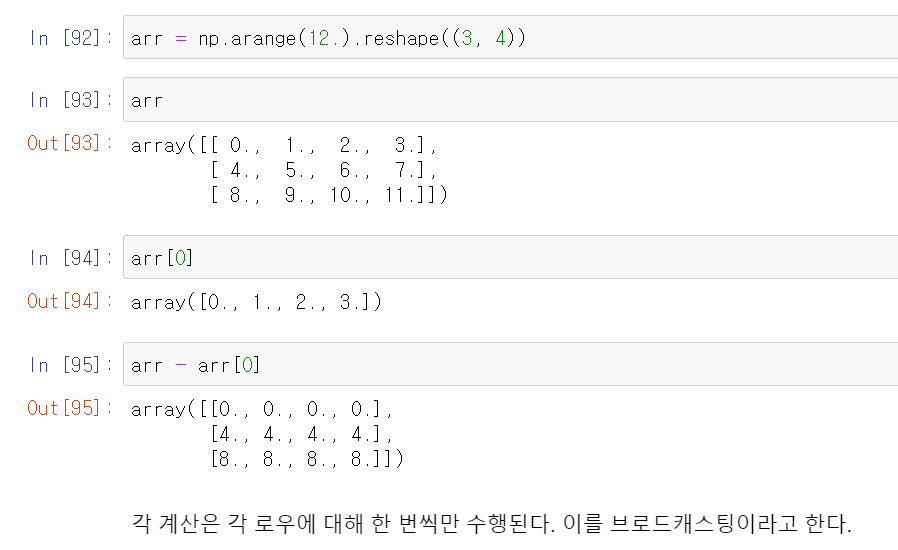 In [92]: arr = np.arange(12.).reshape((3, 4))
In [93]: arr
Out[93]: array([[ 0.,  1.,  2.,  3.],
       [ 4.,  5.,  6.,  7.],
       [ 8.,  9., 10., 11.]])
In [94]: arr[0]
Out[94]: array([0., 1., 2., 3.])
In [95]: arr - arr[0]
Out[95]: array([[0., 0., 0., 0.],
       [4., 4., 4., 4.],
       [8., 8., 8., 8.]])
각 계산은 각 로우에 대해 한 번씩만 수행된다. 이를 브로드캐스팅이라고 한다.